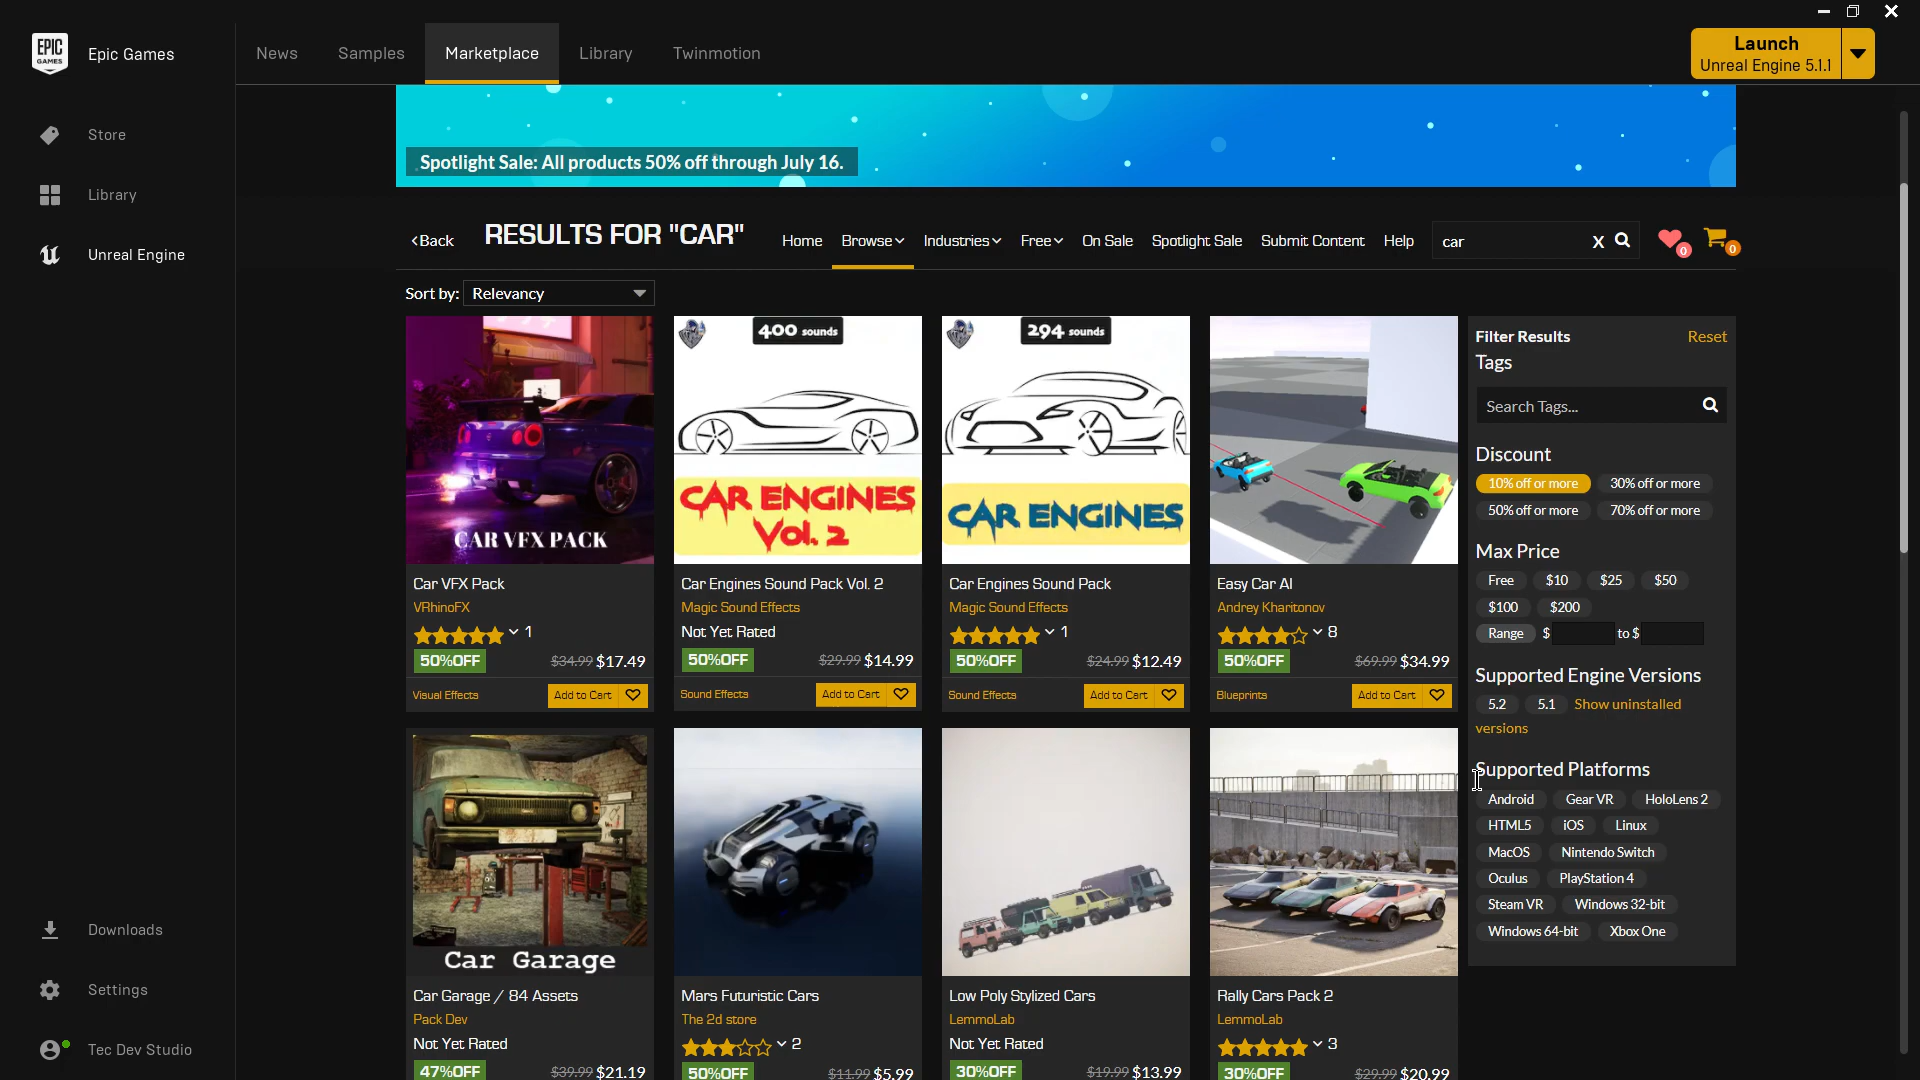 EPIC GAMES
Epic Games
News
Samples
Marketplace
Library
Twinmotion
Launch
Unreal Engine 5.1.1
Store
Library
Unreal Engine
Downloads
Settings
Tec Dev Studio
Spotlight Sale: All products 50% off through July 16.
<Back
RESULTS FOR "CAR"
Home
Browse
Industries
Free
On Sale
Spotlight Sale
Submit Content
Help
car
X
0
0
Sort by: Relevancy
CAR VFX PACK
Car VFX Pack
VRhinoFX
1
50%OFF
$34.99 $17.49
Visual Effects
Add to Cart
400 sounds
CAR ENGINES
Vol. 2
Car Engines Sound Pack Vol. 2
Magic Sound Effects
Not Yet Rated
50%OFF
$29.99 $14.99
Sound Effects
Add to Cart
294 sounds
CAR ENGINES
Car Engines Sound Pack
Magic Sound Effects
1
50%OFF
$24.99 $12.49
Sound Effects
Add to Cart
Easy Car AI
Andrey Kharitonov
8
50%OFF
$69.99 $34.99
Blueprints
Add to Cart
Car Garage
Car Garage / 84 Assets
Pack Dev
Not Yet Rated
47%OFF
$39.99 $21.19
Mars Futuristic Cars
The 2d store
2
50%OFF
$11.99 $5.99
Low Poly Stylized Cars
LemmoLab
Not Yet Rated
30%OFF
$19.99 $13.99
Rally Cars Pack 2
LemmoLab
3
30%OFF
$29.99 $20.99
Filter Results
Reset
Tags
Search Tags...
Discount
10% off or more
30% off or more
50% off or more
70% off or more
Max Price
Free
$10
$25
$50
$100
$200
Range $ to $
Supported Engine Versions
5.2
5.1
Show uninstalled
versions
Supported Platforms
Android
Gear VR
HoloLens 2
HTML5
iOS
Linux
MacOS
Nintendo Switch
Oculus
PlayStation 4
Steam VR
Windows 32-bit
Windows 64-bit
Xbox One